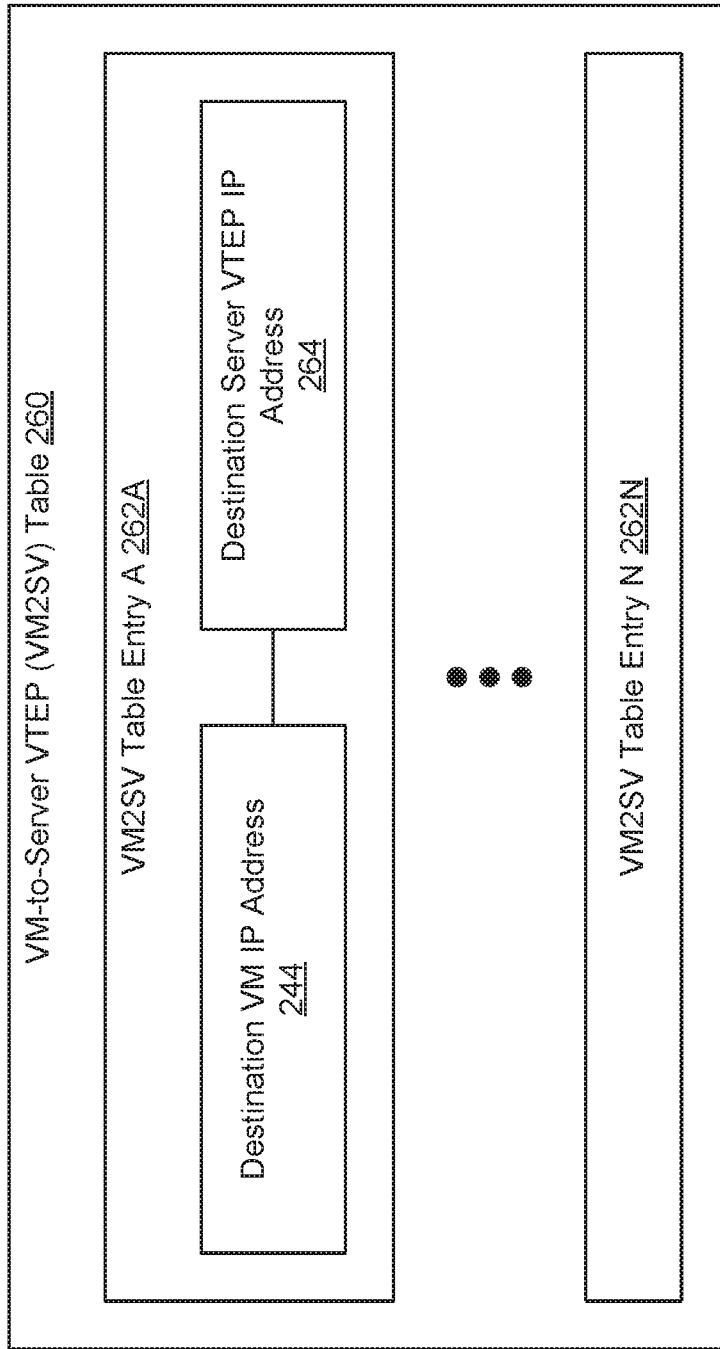 VM-to-Server VTEP (VM2SV) Table 260
VM2SV Table Entry A 262A
Destination VM IP Address
244
Destination Server VTEP IP
Address
264
VM2SV Table Entry N 262N